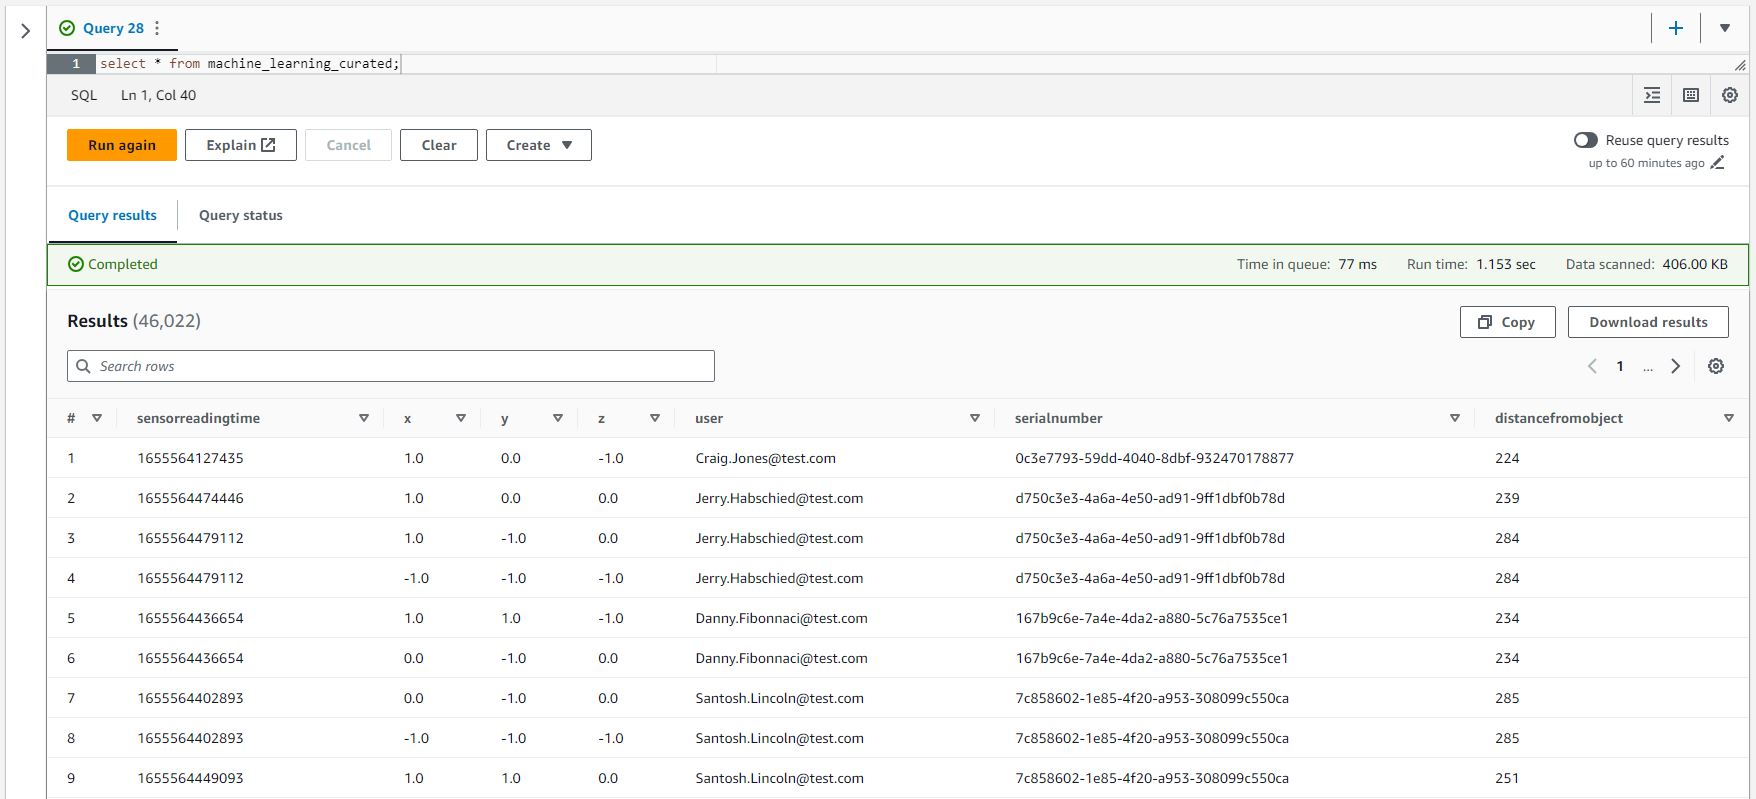 Query 28
1 select * from machine_learning_curated;
SQL Ln 1, Col 40
Run again Explain Cancel Clear Create Reuse query results
up to 60 minutes ago
Query results Query status
Completed Time in queue: 77 ms Run time: 1.153 sec Data scanned: 406.00 KB
Results (46,022) Copy Download results
Search rows 1 ...
# sensorreadingtime x y z user serialnumber distancefromobject
1 1655564127435 1.0 0.0 -1.0 Craig.Jones@test.com 0c3e7793-59dd-4040-8dbf-932470178877 224
2 1655564474446 1.0 0.0 0.0 Jerry.Habschied@test.com d750c3e3-4a6a-4e50-ad91-9ff1dbf0b78d 239
3 1655564479112 1.0 -1.0 0.0 Jerry.Habschied@test.com d750c3e3-4a6a-4e50-ad91-9ff1dbf0b78d 284
4 1655564479112 -1.0 -1.0 -1.0 Jerry.Habschied@test.com d750c3e3-4a6a-4e50-ad91-9ff1dbf0b78d 284
5 1655564436654 1.0 1.0 -1.0 Danny.Fibonnaci@test.com 167b9c6e-7a4e-4da2-a880-5c76a7535ce1 234
6 1655564436654 0.0 -1.0 0.0 Danny.Fibonnaci@test.com 167b9c6e-7a4e-4da2-a880-5c76a7535ce1 234
7 1655564402893 0.0 -1.0 0.0 Santosh.Lincoln@test.com 7c858602-1e85-4f20-a953-308099c550ca 285
8 1655564402893 -1.0 -1.0 -1.0 Santosh.Lincoln@test.com 7c858602-1e85-4f20-a953-308099c550ca 285
9 1655564449093 1.0 1.0 0.0 Santosh.Lincoln@test.com 7c858602-1e85-4f20-a953-308099c550ca 251